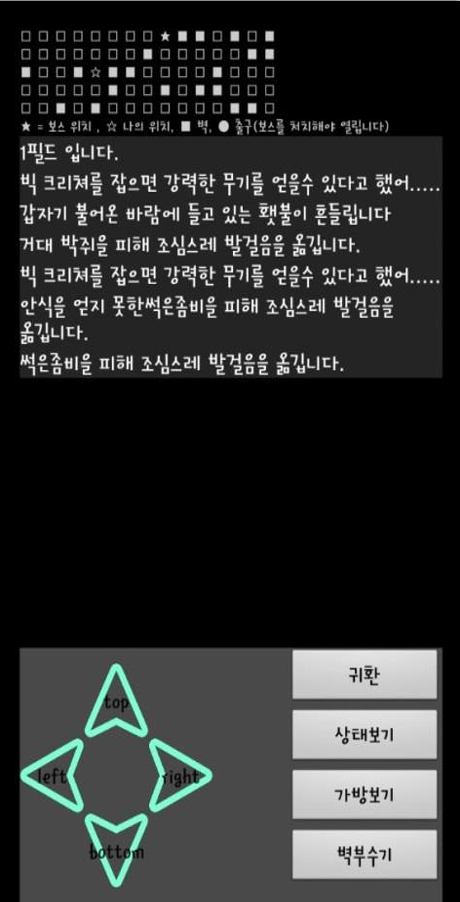 □ □ □ □ □ □ □ □ ★ ■ ■ □ ■ □ ■
□ □ □ □ □ □ □ ■ □ □ □ □ □ ■ ■
■ □ □ ■ ☆ ■ ■ □ □ □ □ ■ □ □ □
□ □ □ □ □ ■ □ □ ■ □ ■ ■ □ □ □
□ □ ■ □ ■ □ □ □ □ □ □ □ ■ ■ □
★ = 보스 위치 , ☆ 나의 위치, ■ 벽, ● 출구(보스를 처치해야 열립니다)
1필드 입니다.
빅 크리쳐를 잡으면 강력한 무기를 얻을수 있다고 했어.....
갑자기 불어온 바람에 들고 있는 횃불이 흔들립니다
거대 박쥐을 피해 조심스레 발걸음을 옮깁니다.
빅 크리쳐를 잡으면 강력한 무기를 얻을수 있다고 했어.....
안식을 얻지 못한썩은좀비을 피해 조심스레 발걸음을
옮깁니다.
썩은좀비을 피해 조심스레 발걸음을 옮깁니다.
귀환
top
상태보기
left
right
가방보기
bottom
벽부수기